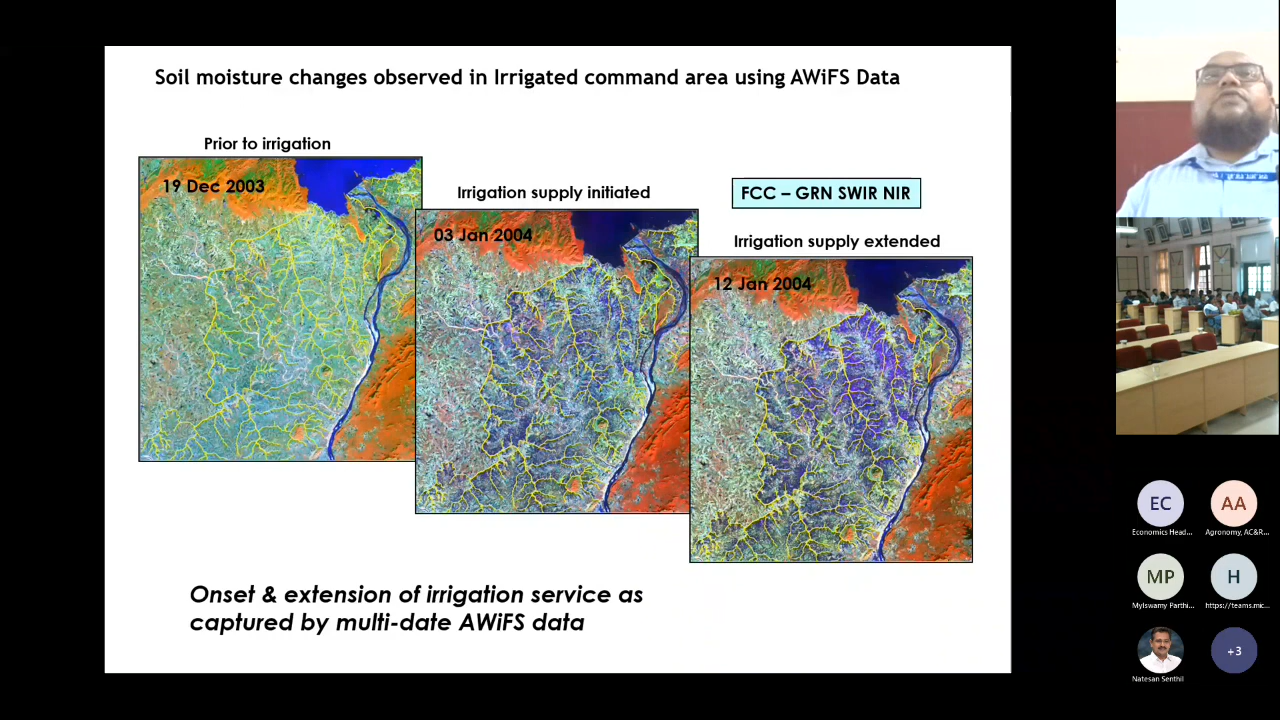 Soil moisture changes observed in Irrigated command area using AWiFS Data
Prior to irrigation
19 Dec 2003
Irrigation supply initiated
03 Jan 2004
FCC – GRN SWIR NIR
Irrigation supply extended
12 Jan 2004
Onset & extension of irrigation service as
captured by multi-date AWiFS data
EC
AA
Economics Head...
Agronomy, AC&R...
MP
H
Mylswamy Parthi...
https://teams.mic...
+3
Natesan Senthil